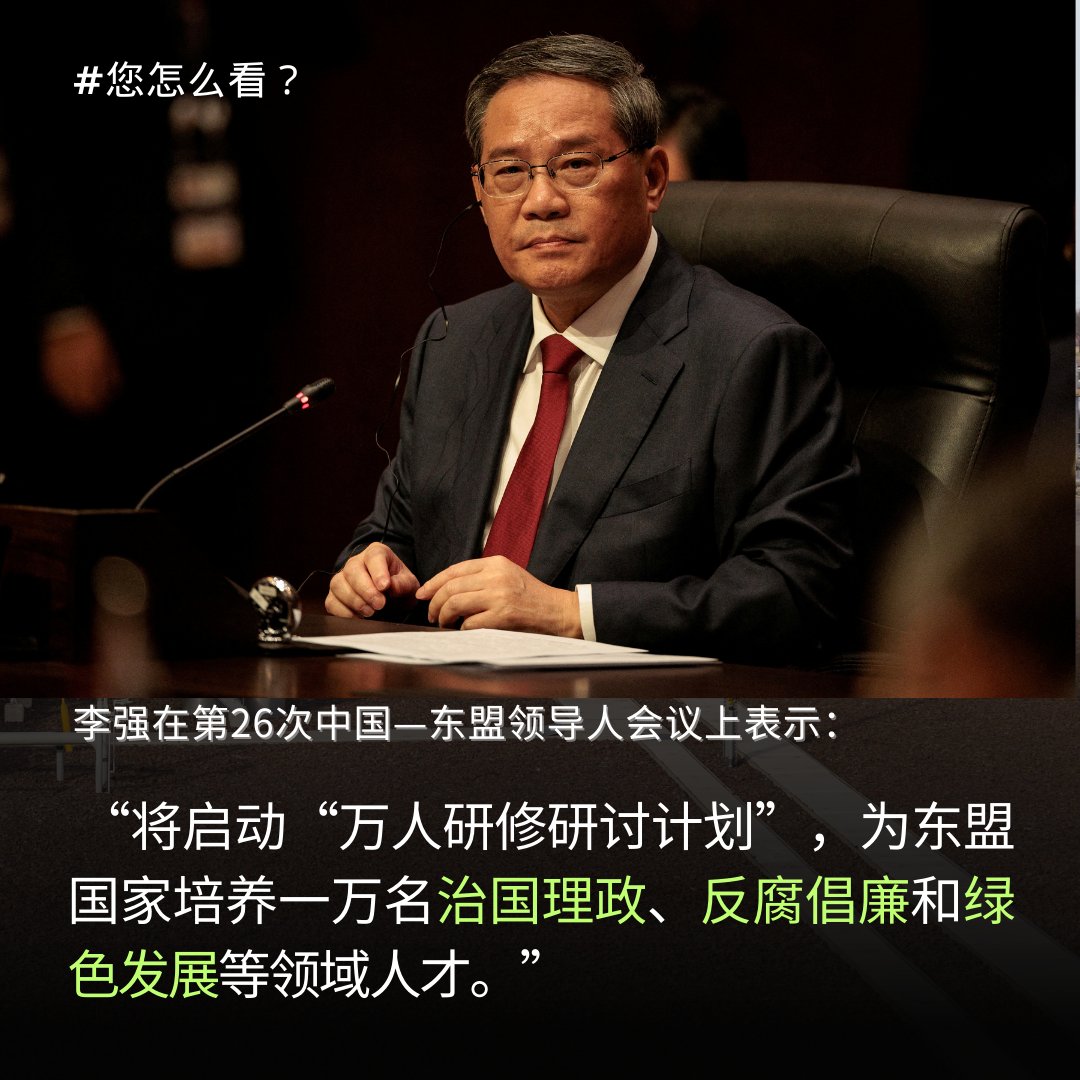 #您怎么看？
李强在第26次中国—东盟领导人会议上表示：
“将启动“万人研修研讨计划”，为东盟
国家培养一万名治国理政、反腐倡廉和绿
色发展等领域人才。”